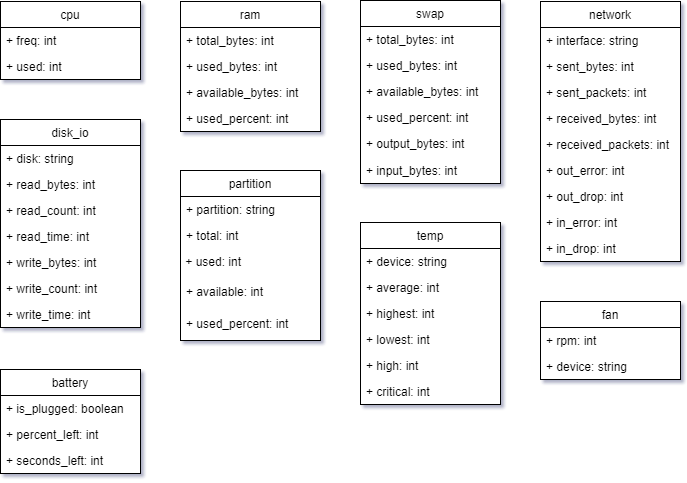 cpu
+ freq: int
+ used: int
ram
+ total_bytes: int
+ used_bytes: int
+ available_bytes: int
+ used_percent: int
swap
+ total_bytes: int
+ used_bytes: int
+ available_bytes: int
+ used_percent: int
+ output_bytes: int
+ input_bytes: int
network
+ interface: string
+ sent_bytes: int
+ sent_packets: int
+ received_bytes: int
+ received_packets: int
+ out_error: int
+ out_drop: int
+ in_error: int
+ in_drop: int
disk_io
+ disk: string
+ read_bytes: int
+ read_count: int
+ read_time: int
+ write_bytes: int
+ write_count: int
+ write_time: int
partition
+ partition: string
+ total: int
+ used: int
+ available: int
+ used_percent: int
temp
+ device: string
+ average: int
+ highest: int
+ lowest: int
+ high: int
+ critical: int
fan
+ rpm: int
+ device: string
battery
+ is_plugged: boolean
+ percent_left: int
+ seconds_left: int